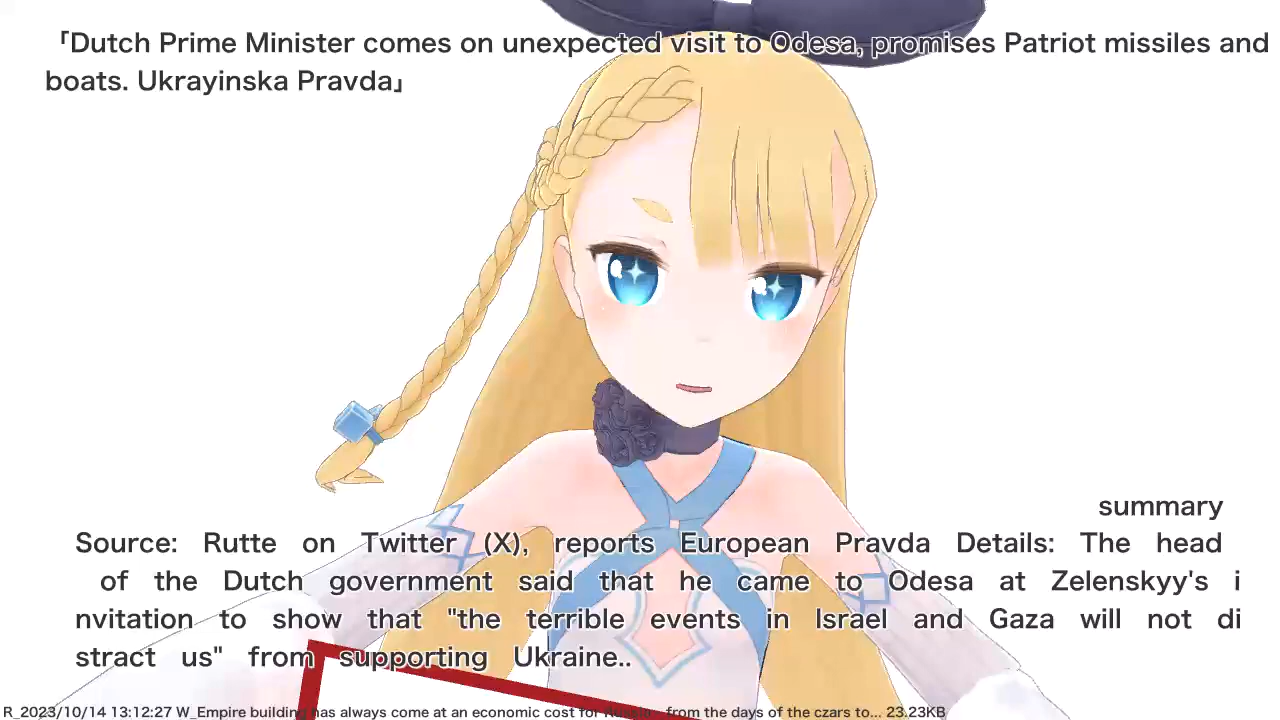 「Dutch Prime Minister comes on unexpected visit to Odesa, promises Patriot missiles and
boats. Ukrayinska Pravda」
summary
Source: Rutte on Twitter (X), reports European Pravda Details: The head
of the Dutch government said that he came to Odesa at Zelenskyy's i
nvitation to show that "the terrible events in Israel and Gaza will not di
stract us" from supporting Ukraine..
R_2023/10/14 13:12:27 W_Empire building has always come at an economic cost for Russia - from the days of the czars to... 23.23KB